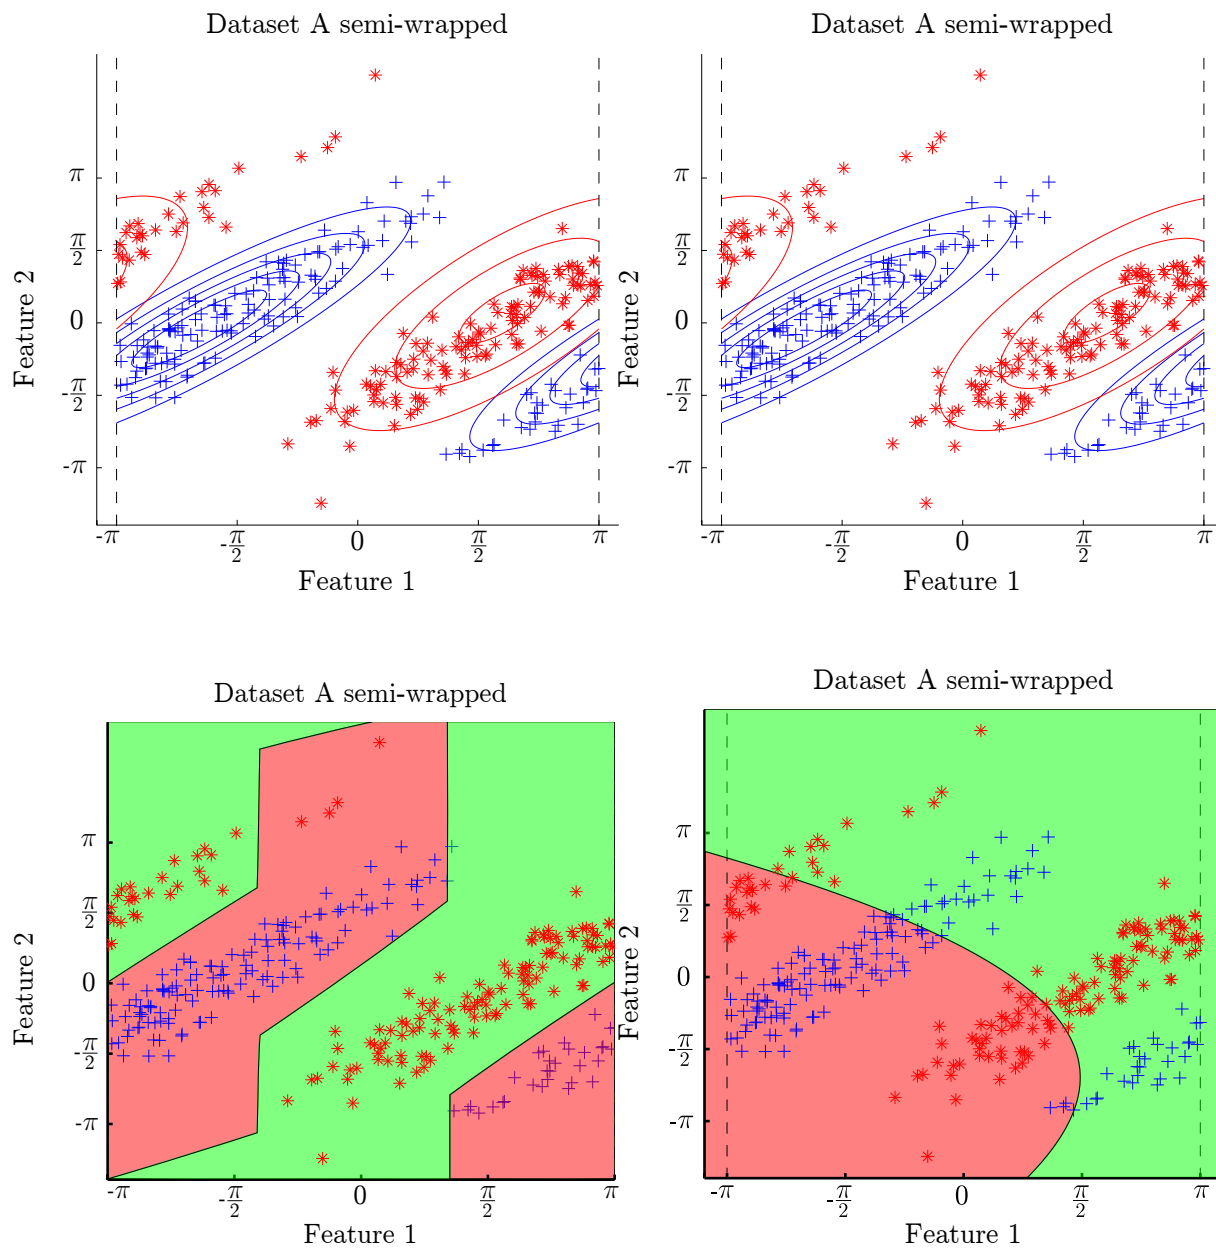 Dataset A semi-wrapped
Feature 2
π
π/2
0
-π/2
-π
-π
-π/2
0
π/2
π
Feature 1
Dataset A semi-wrapped
Feature 2
π
π/2
0
-π/2
-π
-π
-π/2
0
π/2
π
Feature 1
Dataset A semi-wrapped
Feature 2
π
π/2
0
-π/2
-π
-π
-π/2
0
π/2
π
Feature 1
Dataset A semi-wrapped
Feature 2
π
π/2
0
-π/2
-π
-π
-π/2
0
π/2
π
Feature 1